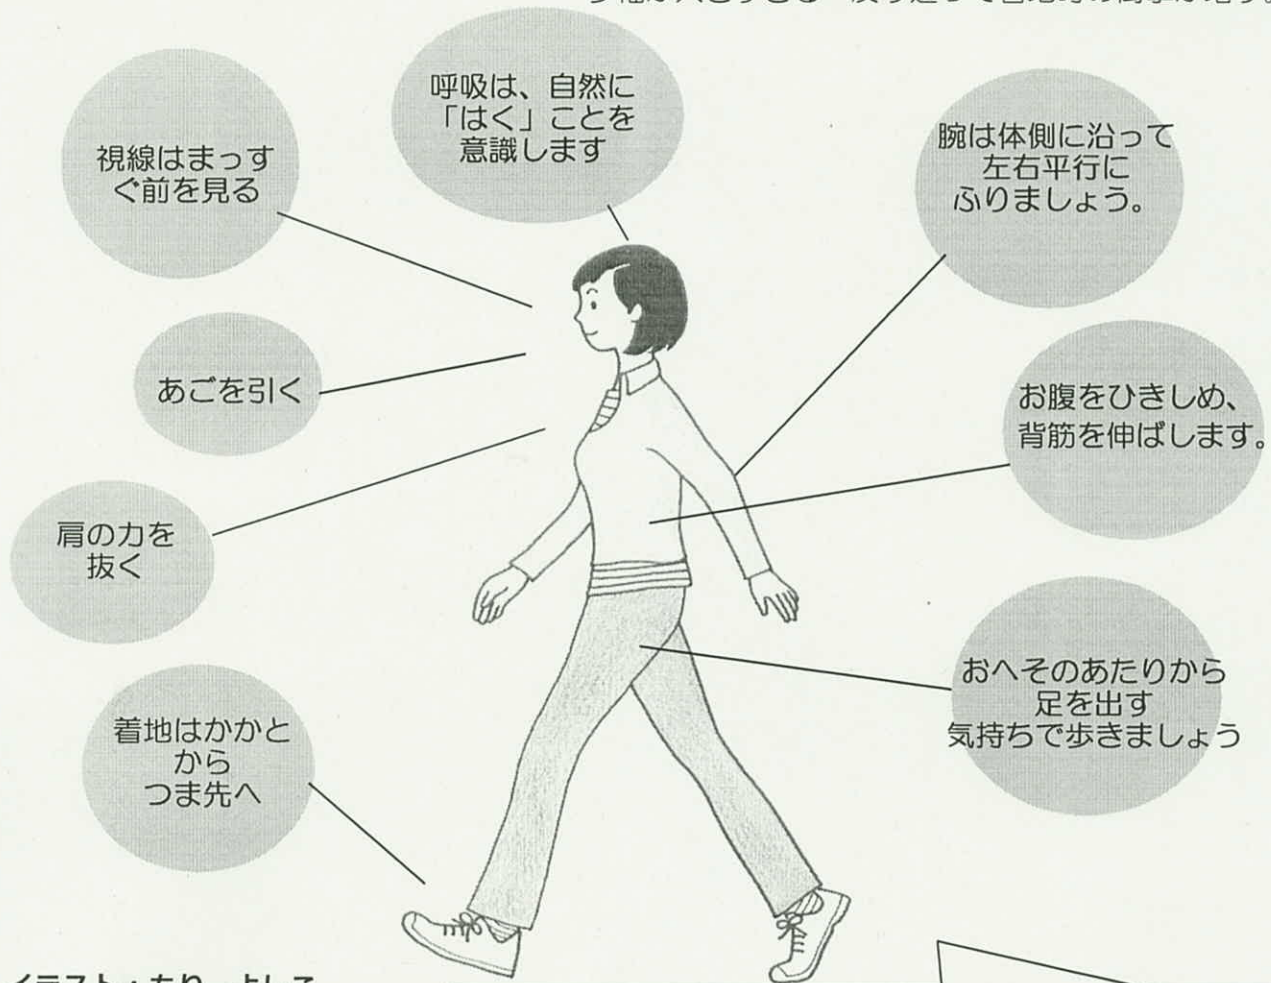 呼吸は、自然に
「はく」ことを
意識します
視線はまっす
ぐ前を見る
腕は体側に沿って
左右平行に
ふりましょう。
あごを引く
お腹をひきしめ、
背筋を伸ばします。
肩の力を
抜く
おへそのあたりから
足を出す
気持ちで歩きましょう
着地はかかと
から
つま先へ